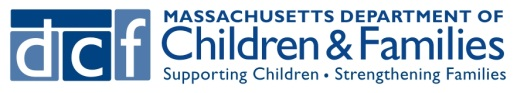 dcf
MASSACHUSETTS DEPARTMENT OF
Children & Families
Supporting Children • Strengthening Families